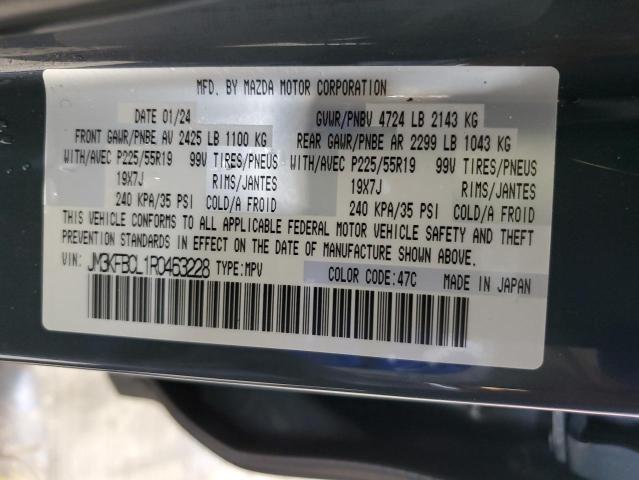 MFD. BY MAZDA MOTOR CORPORATION
DATE 01/24 GVWR/PNBV 4724 LB 2143 KG
FRONT GAWR/PNBE AV 2425 LB 1100 KG REAR GAWR/PNBE AR 2299 LB 1043 KG
WITH/AVEC P225/55R19 99V TIRES/PNEUS WITH/AVEC P225/55R19 99V TIRES/PNEUS
19X7J RIMS/JANTES 19X7J RIMS/JANTES
240 KPA/35 PSI COLD/A FROID 240 KPA/35 PSI COLD/A FROID
THIS VEHICLE CONFORMS TO ALL APPLICABLE FEDERAL MOTOR VEHICLE SAFETY AND THEFT
PREVENTION STANDARDS IN EFFECT ON THE DATE OF MANUFACTURE SHOWN ABOVE.
VIN: JM3KFBCL1R0463228 TYPE:MPV COLOR CODE:47C MADE IN JAPAN